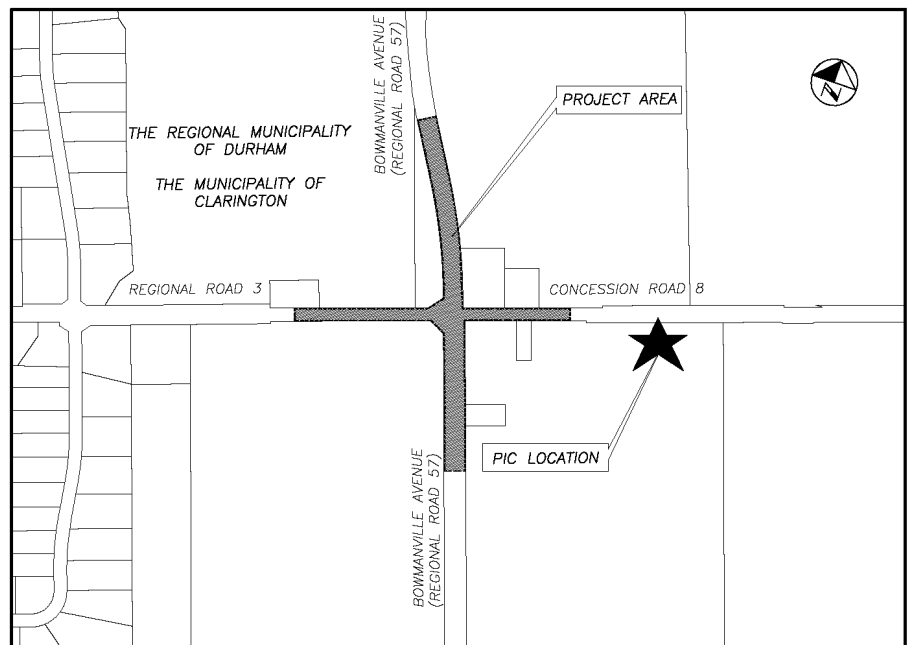 BOWMANVILLE AVENUE
(REGIONAL ROAD 57)
PROJECT AREA
N
THE REGIONAL MUNICIPALITY
OF DURHAM
THE MUNICIPALITY OF
CLARINGTON
REGIONAL ROAD 3
CONCESSION ROAD 8
PIC LOCATION
BOWMANVILLE AVENUE
(REGIONAL ROAD 57)